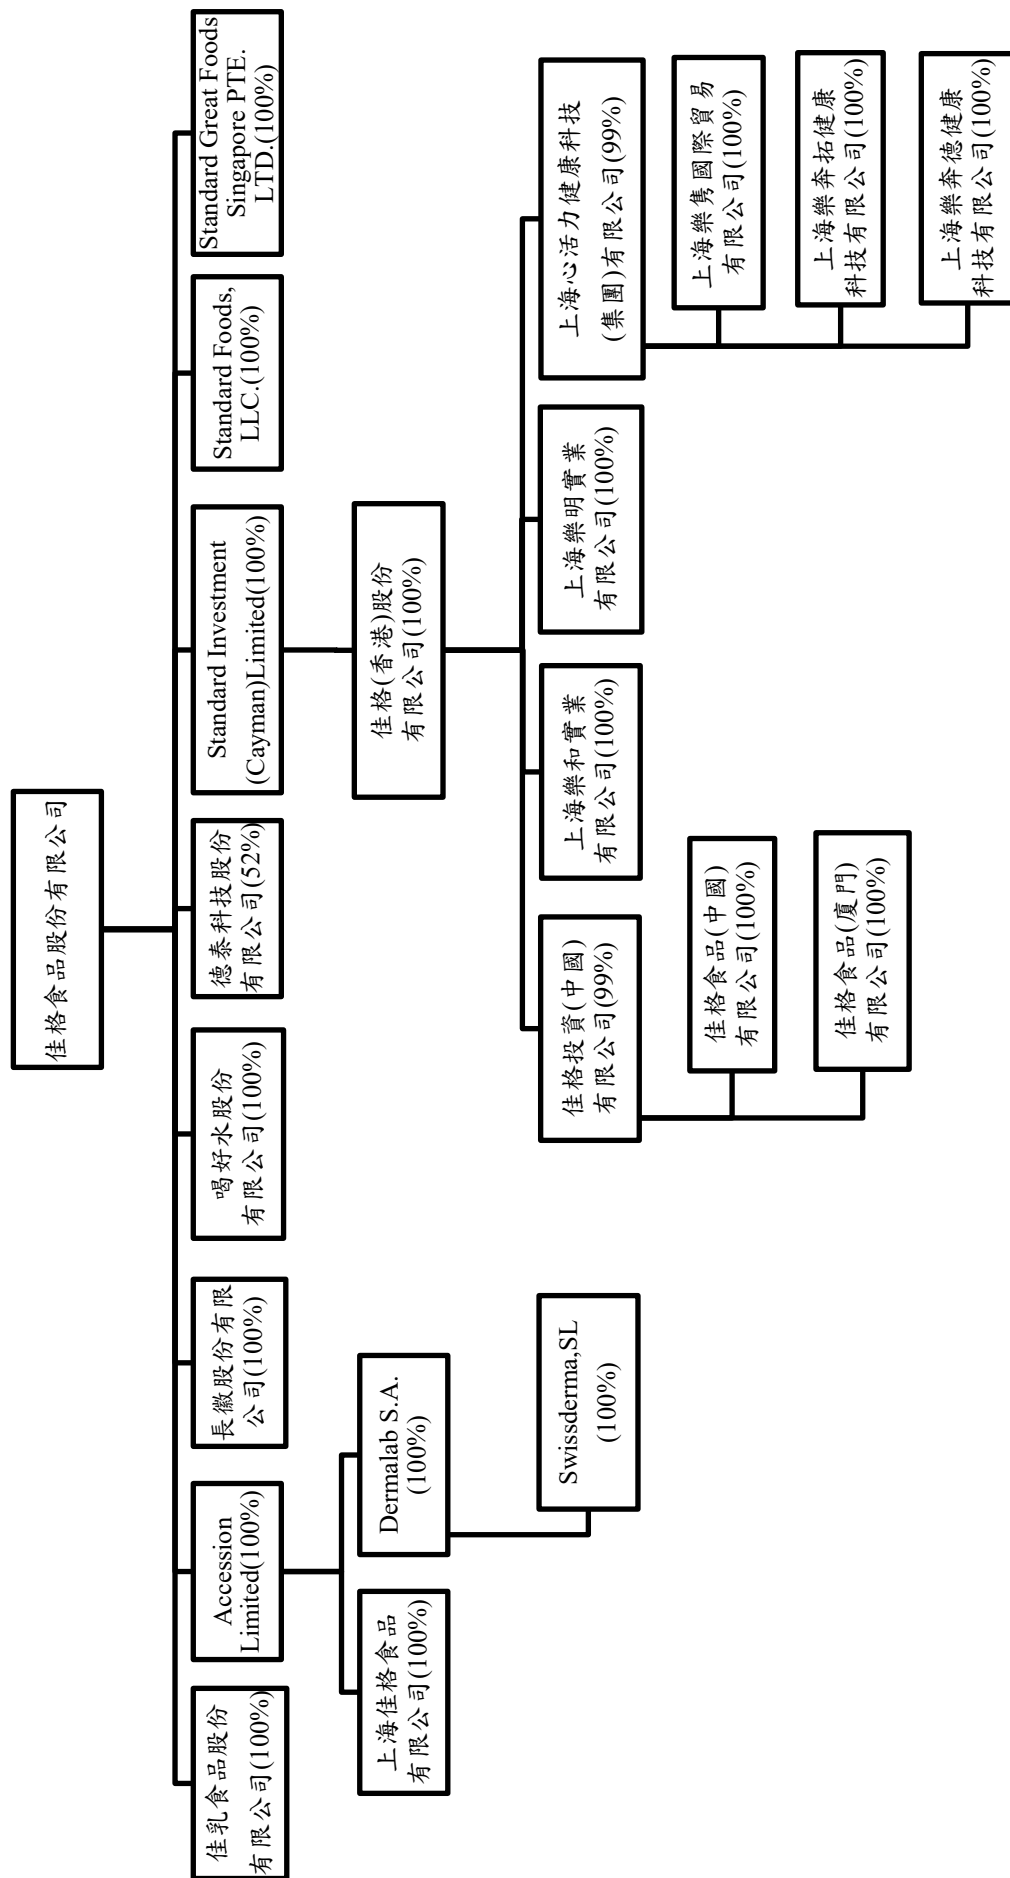 佳格食品股份有限公司
佳乳食品股份
有限公司(100%)
Accession
Limited(100%)
長徽股份有限
公司(100%)
喝好水股份
有限公司(100%)
德泰科技股份
有限公司(52%)
Standard Investment
(Cayman)Limited(100%)
Standard Foods,
LLC.(100%)
Standard Great Foods
Singapore PTE.
LTD.(100%)
上海佳格食品
有限公司(100%)
Dermalab S.A.
(100%)
佳格(香港)股份
有限公司(100%)
Swissderma,SL
(100%)
佳格投資(中國)
有限公司(99%)
上海樂和實業
有限公司(100%)
上海樂明實業
有限公司(100%)
上海心活力健康科技
(集團)有限公司(99%)
佳格食品(中國)
有限公司(100%)
佳格食品(廈門)
有限公司(100%)
上海樂雋國際貿易
有限公司(100%)
上海樂奔拓健康
科技有限公司(100%)
上海樂奔德健康
科技有限公司(100%)